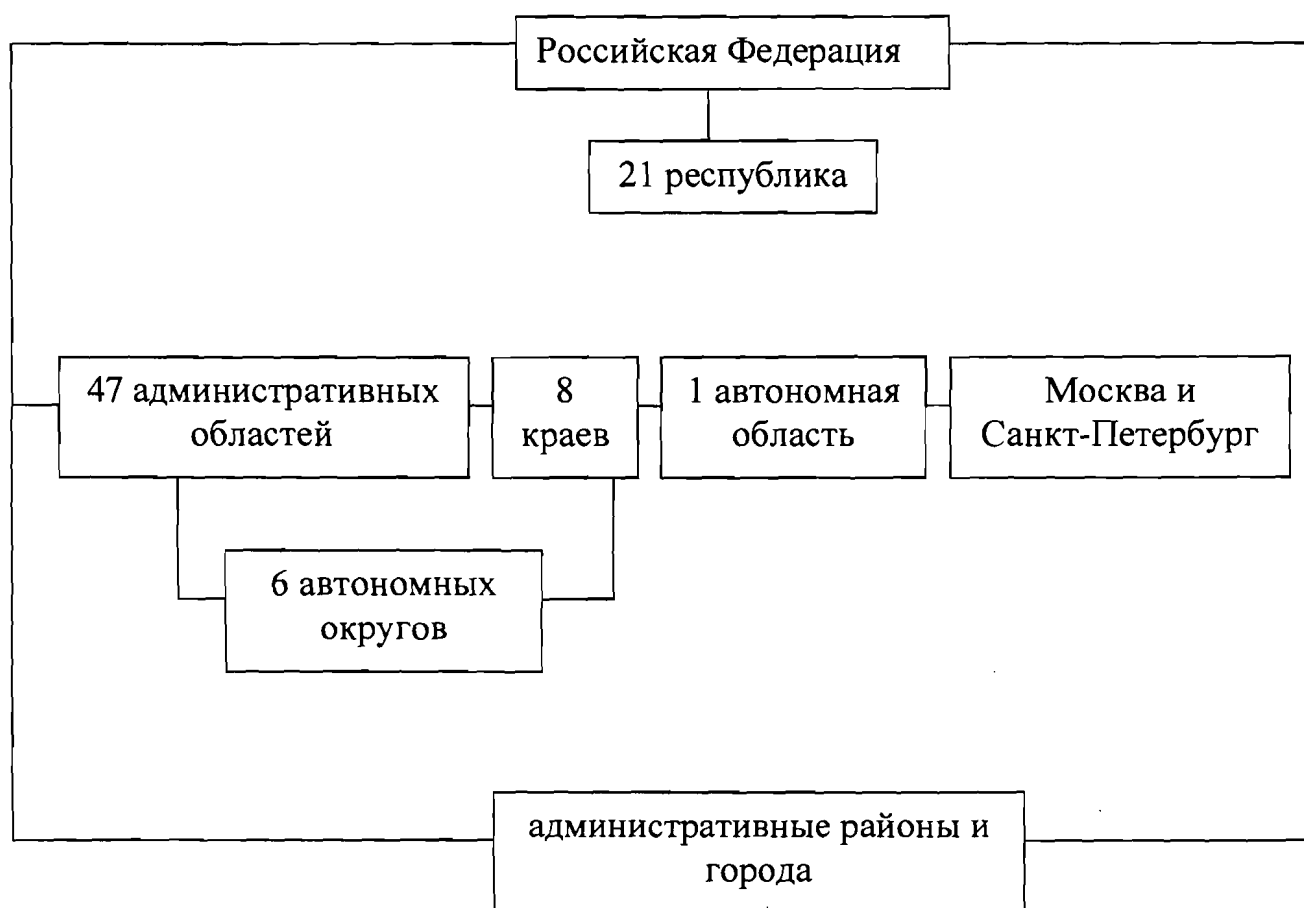 Российская Федерация
21 республика
47 административных
областей
8
краев
1 автономная
область
Москва и
Санкт-Петербург
6 автономных
округов
административные районы и
города